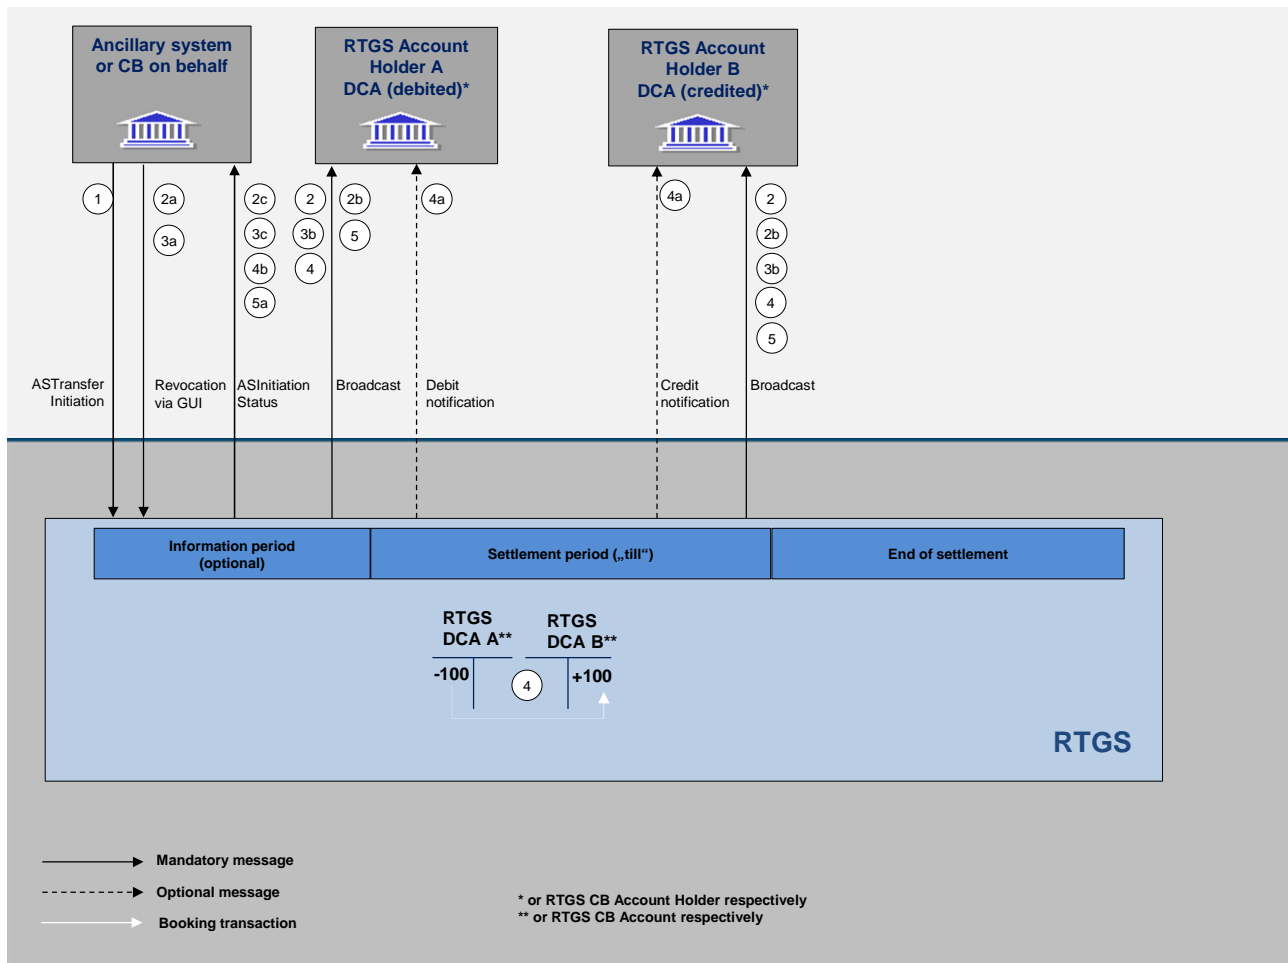 Ancillary system
or CB on behalf
RTGS Account
Holder A
DCA (debited)*
RTGS Account
Holder B
DCA (credited)*
1
2a
3a
2c
3c
4b
5a
2
3b
4
2b
5
4a
4a
2
2b
3b
4
5
ASTransfer
Initiation
Revocation
via GUI
ASInitiation
Status
Broadcast
Debit
notification
Credit
notification
Broadcast
Information period
(optional)
Settlement period („till“)
End of settlement
RTGS
DCA A**
RTGS
DCA B**
-100
4
+100
RTGS
Mandatory message
Optional message
Booking transaction
* or RTGS CB Account Holder respectively
** or RTGS CB Account respectively